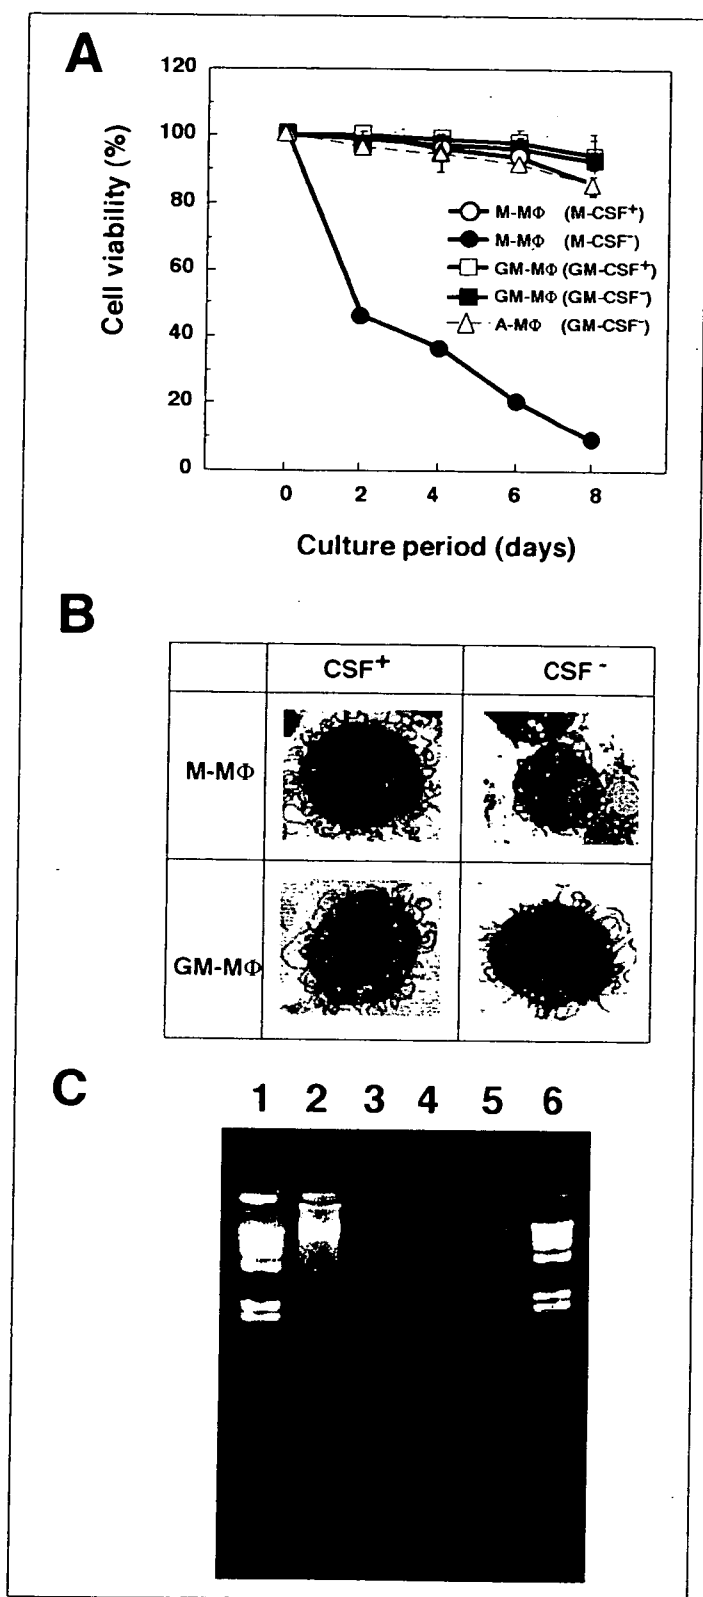 A
120
100
80
60
40
20
0
Cell viability (%)
M-MΦ (M-CSF⁺)
M-MΦ (M-CSF⁻)
GM-MΦ (GM-CSF⁺)
GM-MΦ (GM-CSF⁻)
A-MΦ (GM-CSF⁻)
0 2 4 6 8
Culture period (days)
B
CSF⁺ CSF⁻
M-MΦ
GM-MΦ
C
1 2 3 4 5 6